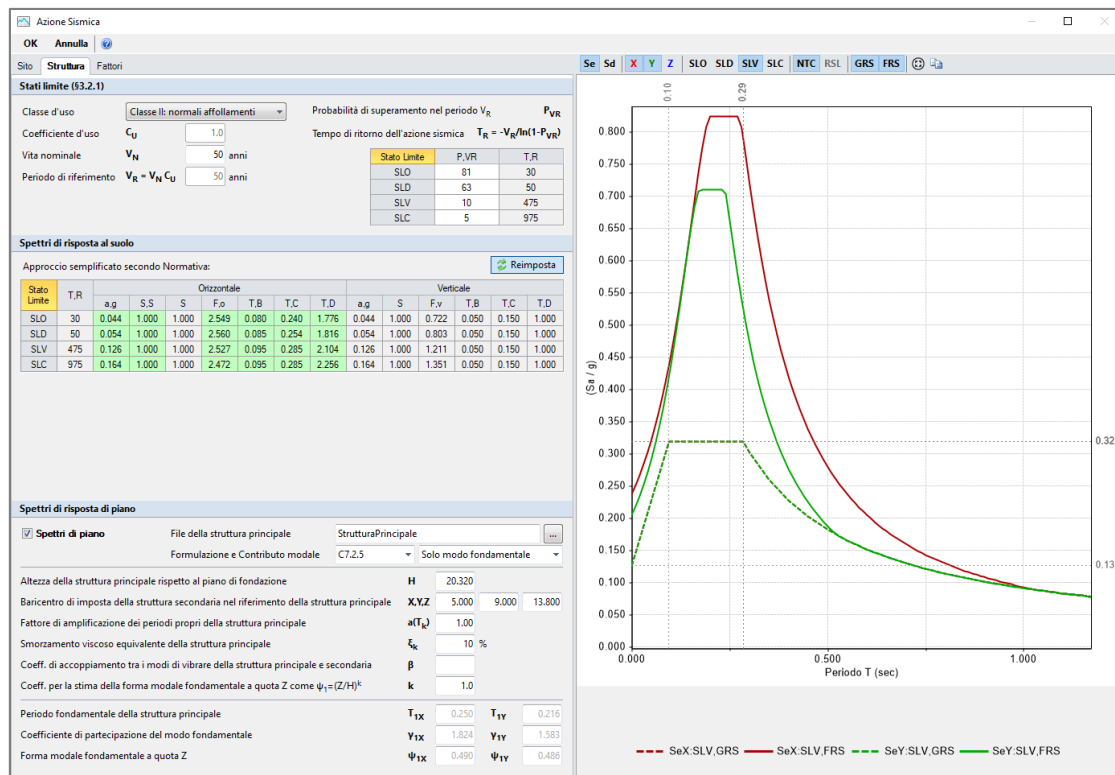 Azione Sismica
OK Annulla
Sito Struttura Fattori
Stati limite (§3.2.1)
Classe d'uso Classe II: normali affollamenti
Coefficiente d'uso CU 1.0
Vita nominale VN 50 anni
Periodo di riferimento VR = VN CU 50 anni
Probabilità di superamento nel periodo VR PVR
Tempo di ritorno dell'azione sismica TR = -VR/ln(1-PVR)
Stato Limite P,VR T,R
SLO 81 30
SLD 63 50
SLV 10 475
SLC 5 975
Spettri di risposta al suolo
Approccio semplificato secondo Normativa: Reimposta
Stato Limite T,R Orizzontale Verticale
a.g S,S S F,o T,B T,C T,D a.g S F,v T,B T,C T,D
SLO 30 0.044 1.000 1.000 2.549 0.080 0.240 1.776 0.044 1.000 0.722 0.050 0.150 1.000
SLD 50 0.054 1.000 1.000 2.560 0.085 0.254 1.816 0.054 1.000 0.803 0.050 0.150 1.000
SLV 475 0.126 1.000 1.000 2.527 0.095 0.285 2.104 0.126 1.000 1.211 0.050 0.150 1.000
SLC 975 0.164 1.000 1.000 2.472 0.095 0.285 2.256 0.164 1.000 1.351 0.050 0.150 1.000
Spettri di risposta di piano
Spettri di piano File della struttura principale StrutturaPrincipale ...
Formulazione e Contributo modale C7.2.5 Solo modo fondamentale
Altezza della struttura principale rispetto al piano di fondazione H 20.320
Baricentro di imposta della struttura secondaria nel riferimento della struttura principale X,Y,Z 5.000 9.000 13.800
Fattore di amplificazione dei periodi propri della struttura principale a(Tk) 1.00
Smorzamento viscoso equivalente della struttura principale ξk 10 %
Coeff. di accoppiamento tra i modi di vibrare della struttura principale e secondaria β
Coeff. per la stima della forma modale fondamentale a quota Z come ψ1=(Z/H)^k k 1.0
Periodo fondamentale della struttura principale T1X 0.250 T1Y 0.216
Coefficiente di partecipazione del modo fondamentale γ1X 1.824 γ1Y 1.583
Forma modale fondamentale a quota Z ψ1X 0.490 ψ1Y 0.486
Se Sd X Y Z SLO SLD SLV SLC NTC RSL GRS FRS
0.10 0.29
0.800
0.750
0.700
0.650
0.600
0.550
0.500
0.450
0.400
0.350
0.300
0.250
0.200
0.150
0.100
0.050
0.000
(Sa / g)
0.32
0.13
0.000 0.500 1.000
Periodo T (sec)
SeX:SLV,GRS SeX:SLV,FRS SeY:SLV,GRS SeY:SLV,FRS